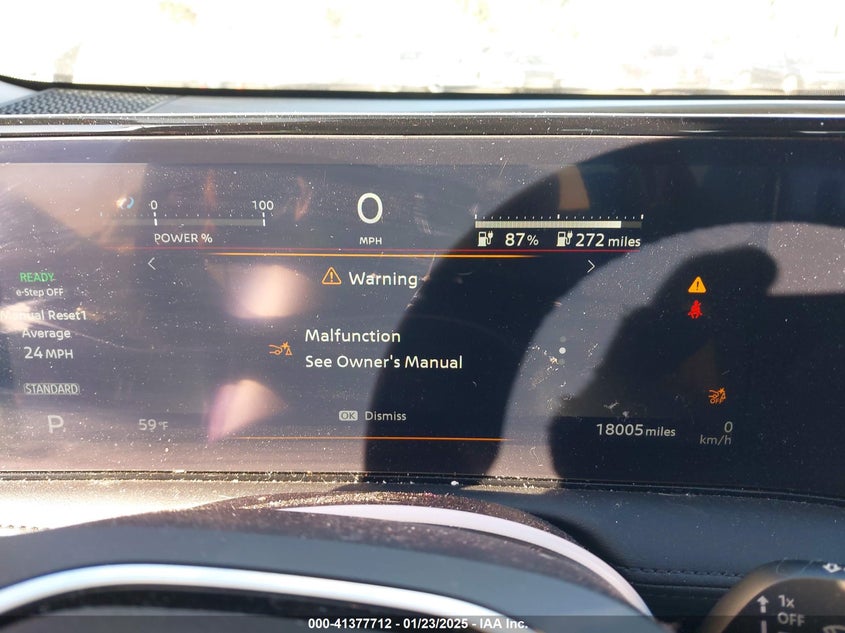 0 100
POWER %
0
MPH
87% 272 miles
READY
e-Step OFF
Manual Reset1
Average
24 MPH
STANDARD
P
59°F
Warning
Malfunction
See Owner's Manual
OK Dismiss
OFF
18005 miles
0
km/h
1x
OFF
000-41377712 - 01/23/2025 - IAA Inc.